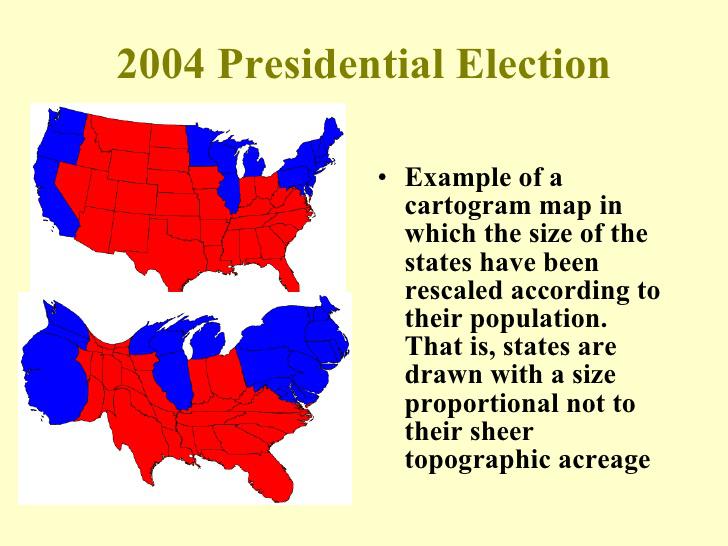 2004 Presidential Election
• Example of a
cartogram map in
which the size of the
states have been
rescaled according to
their population.
That is, states are
drawn with a size
proportional not to
their sheer
topographic acreage